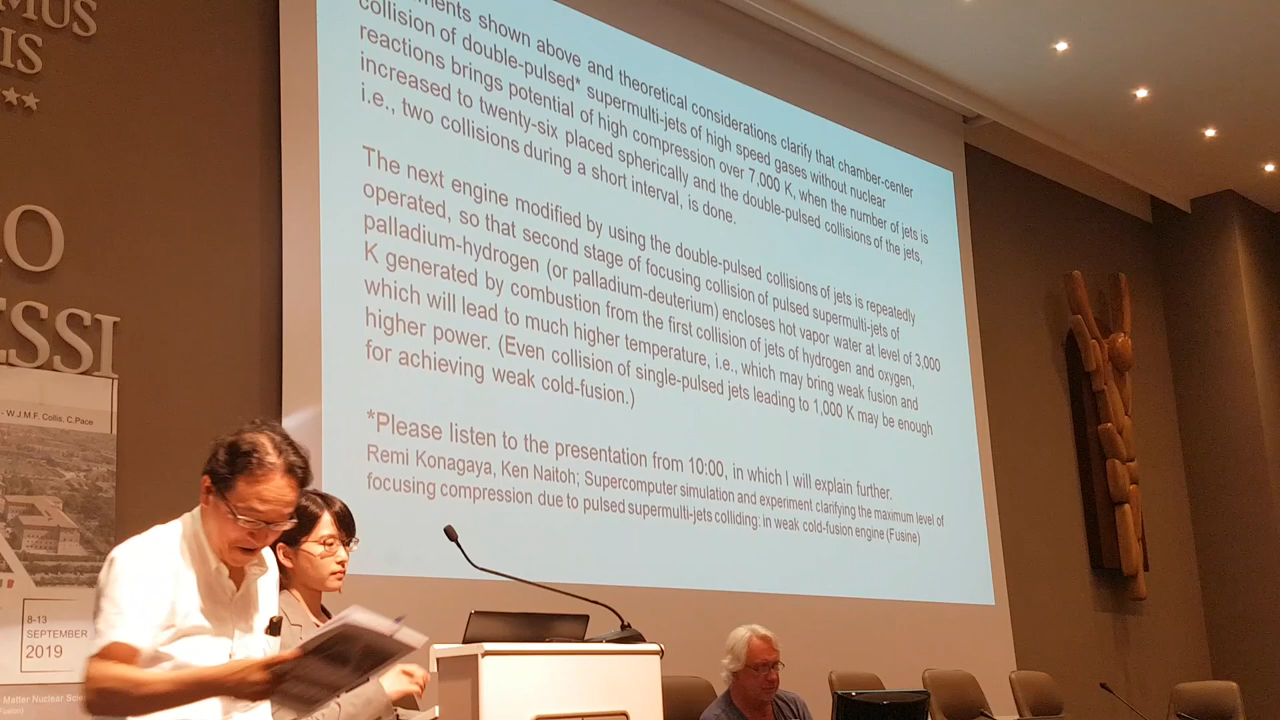 MUS
IS
★★
O
ESSI
- W.J.M.F. Collis, C.Pace
8-13
SEPTEMBER
2019
Matter Nuclear
ments shown above and theoretical considerations clarify that chamber-center
collision of double-pulsed* supermulti-jets of high speed gases without nuclear
reactions brings potential of high compression over 7,000 K, when the number of jets is
increased to twenty-six placed spherically and the double-pulsed collisions of the jets,
i.e., two collisions during a short interval, is done.
The next engine modified by using the double-pulsed collisions of jets is repeatedly
operated, so that second stage of focusing collision of pulsed supermulti-jets of
palladium-hydrogen (or palladium-deuterium) encloses hot vapor water at level of 3,000
K generated by combustion from the first collision of jets of hydrogen and oxygen,
which will lead to much higher temperature, i.e., which may bring weak fusion and
higher power. (Even collision of single-pulsed jets leading to 1,000 K may be enough
for achieving weak cold-fusion.)
*Please listen to the presentation from 10:00, in which I will explain further.
Remi Konagaya, Ken Naitoh; Supercomputer simulation and experiment clarifying the maximum level of
focusing compression due to pulsed supermulti-jets colliding: in weak cold-fusion engine (Fusine)